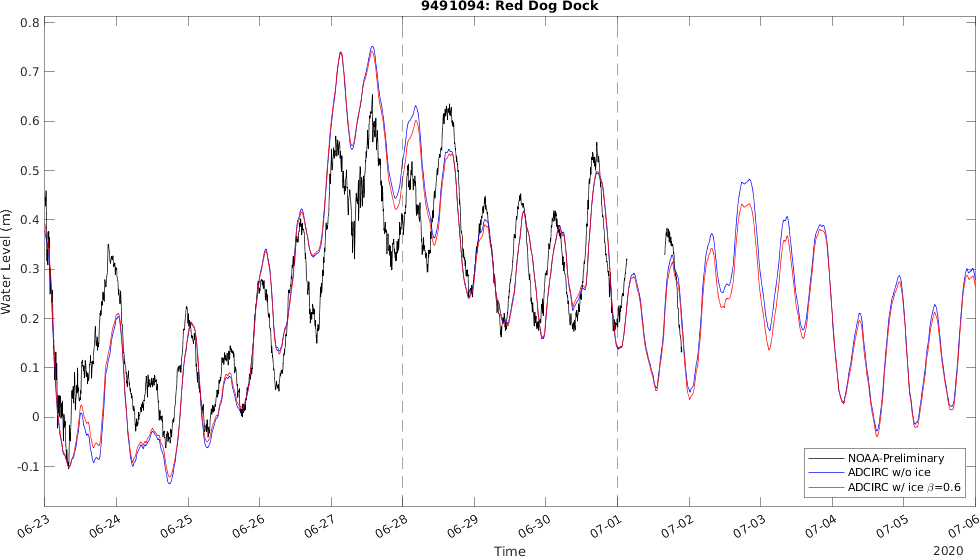 9491094: Red Dog Dock
Water Level (m)
0.8
0.7
0.6
0.5
0.4
0.3
0.2
0.1
0
-0.1
NOAA-Preliminary
ADCIRC w/o ice
ADCIRC w/ ice β=0.6
06-23 06-24 06-25 06-26 06-27 06-28 06-29 06-30 07-01 07-02 07-03 07-04 07-05 07-06
Time
2020